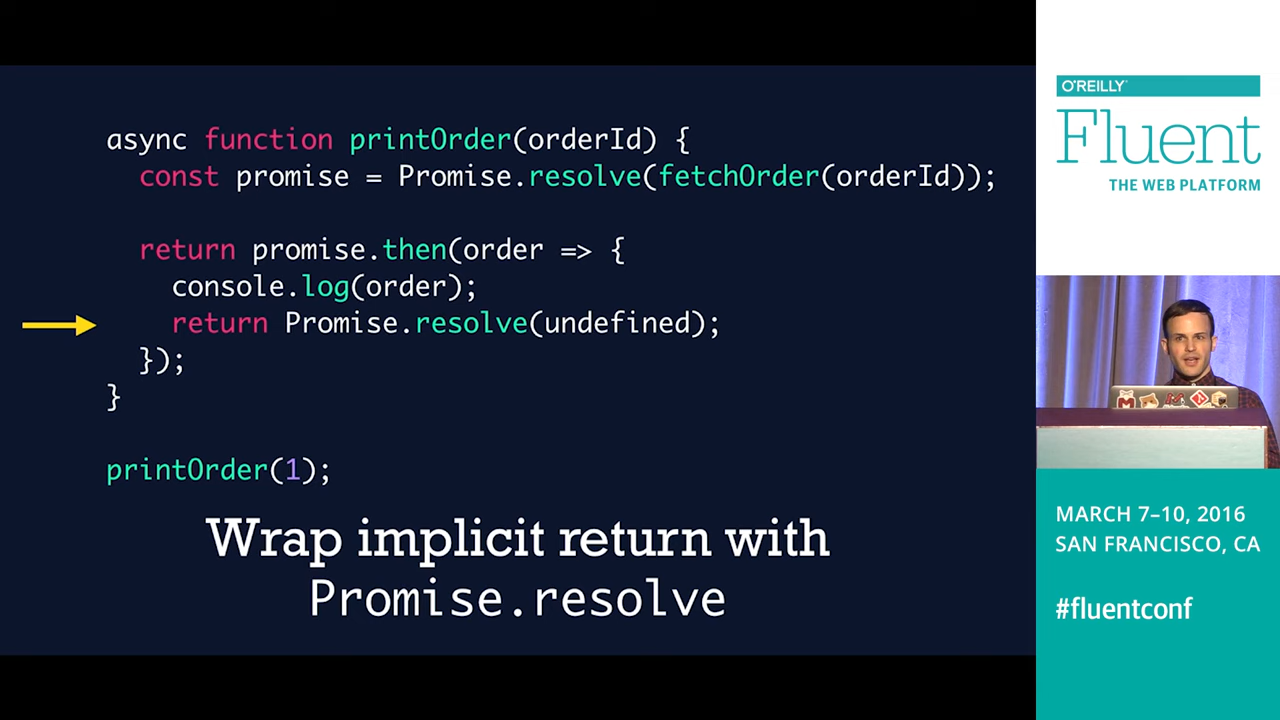 async function printOrder(orderId) {
const promise = Promise.resolve(fetchOrder(orderId));
return promise.then(order => {
console.log(order);
return Promise.resolve(undefined);
});
}
printOrder(1);
Wrap implicit return with
Promise.resolve
O'REILLY®
Fluent
THE WEB PLATFORM
MARCH 7–10, 2016
SAN FRANCISCO, CA
#fluentconf